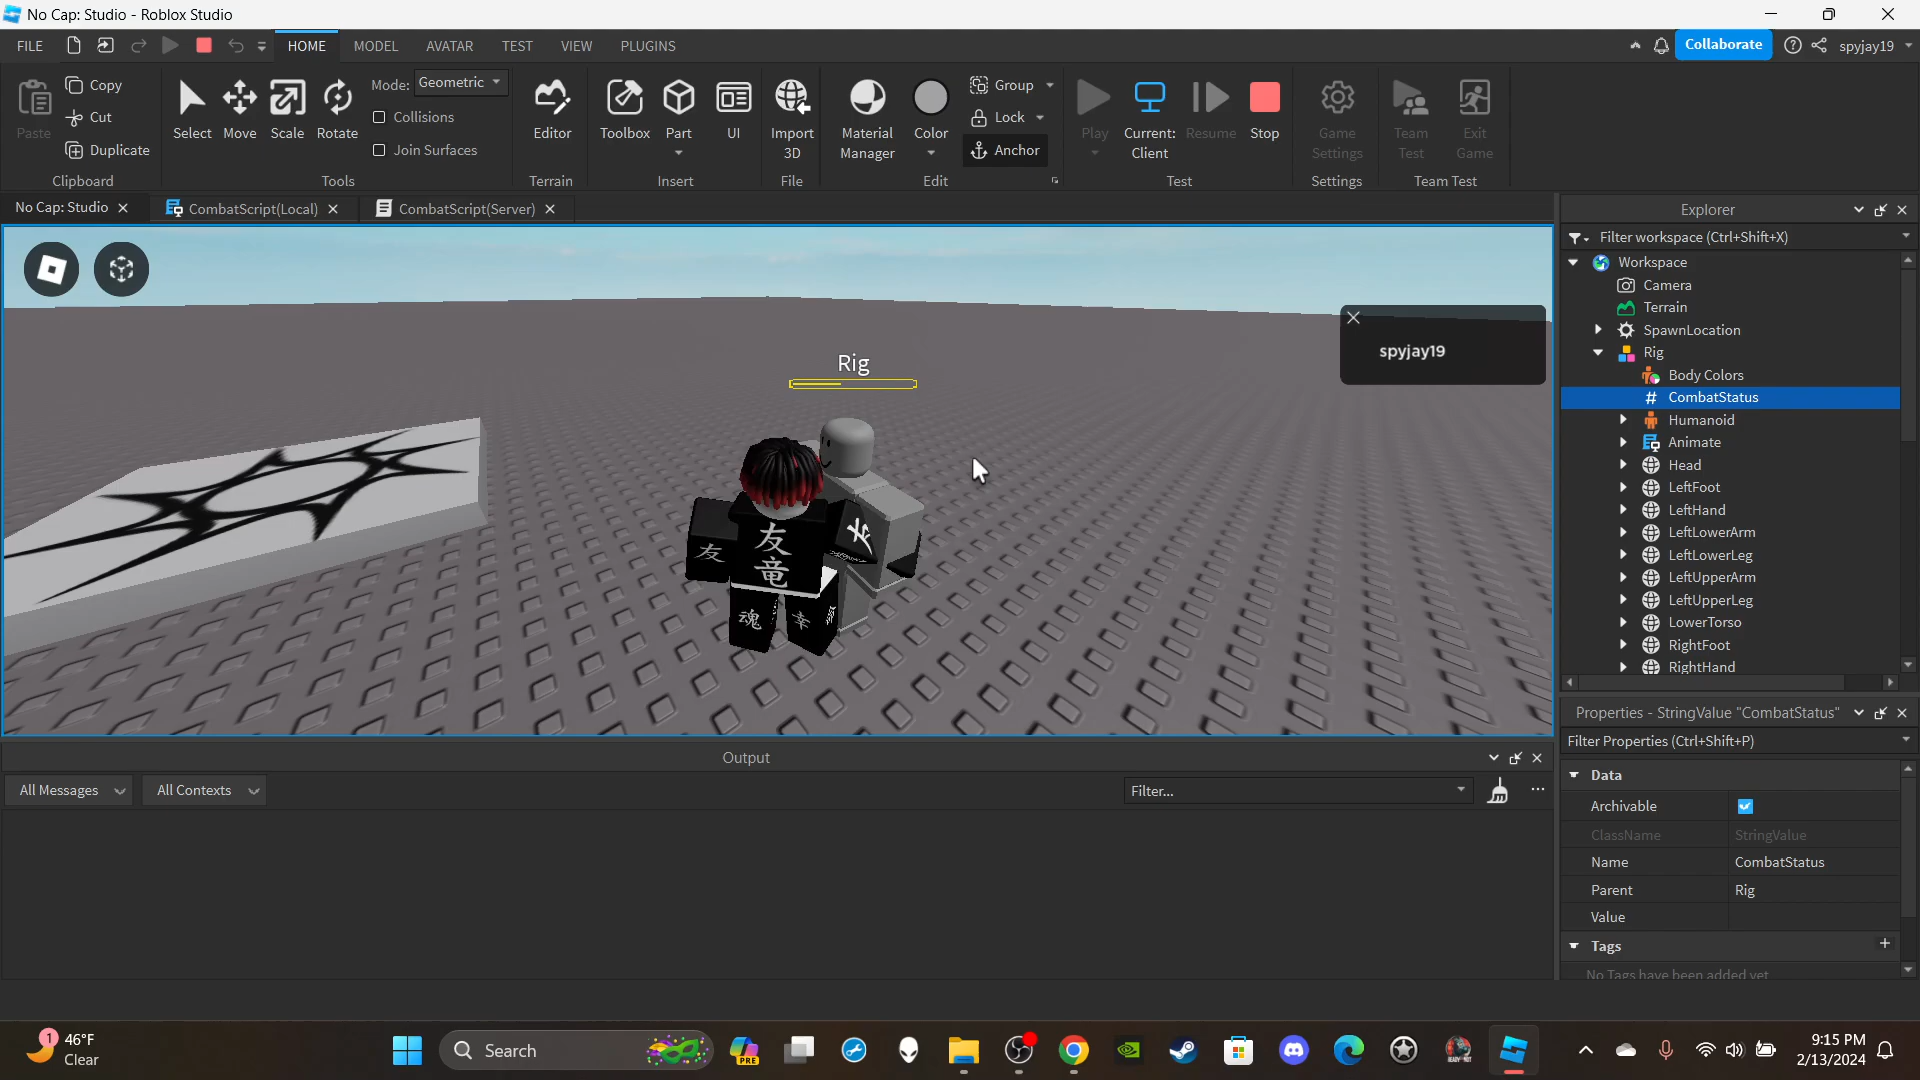 No Cap: Studio - Roblox Studio
FILE
HOME
MODEL
AVATAR
TEST
VIEW
PLUGINS
Collaborate
spyjay19
Paste
Copy
Cut
Duplicate
Clipboard
Select
Move
Scale
Rotate
Mode:
Geometric
Collisions
Join Surfaces
Tools
Editor
Terrain
Toolbox
Part
UI
Insert
Import
3D
File
Material
Manager
Color
Group
Lock
Anchor
Edit
Play
Current:
Client
Resume
Stop
Test
Game
Settings
Settings
Team
Test
Exit
Game
Team Test
No Cap: Studio
CombatScript(Local)
CombatScript(Server)
Rig
spyjay19
友
友
竜
魂
幸
Explorer
Filter workspace (Ctrl+Shift+X)
Workspace
Camera
Terrain
SpawnLocation
Rig
Body Colors
# CombatStatus
Humanoid
Animate
Head
LeftFoot
LeftHand
LeftLowerArm
LeftLowerLeg
LeftUpperArm
LeftUpperLeg
LowerTorso
RightFoot
RightHand
Properties - StringValue "CombatStatus"
Filter Properties (Ctrl+Shift+P)
Data
Archivable
ClassName
StringValue
Name
CombatStatus
Parent
Rig
Value
Tags
+
No Tags have been added yet
Output
All Messages
All Contexts
Filter...
1
46°F
Clear
Search
PRE
9:15 PM
2/13/2024